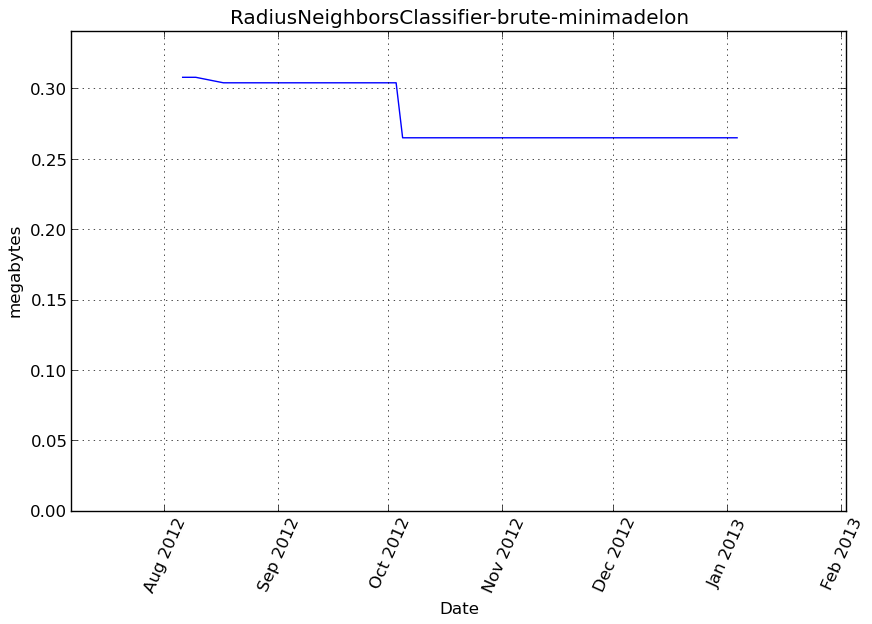 RadiusNeighborsClassifier-brute-minimadelon
0.30
0.25
0.20
0.15
0.10
0.05
0.00
megabytes
Aug 2012
Sep 2012
Oct 2012
Nov 2012
Dec 2012
Jan 2013
Feb 2013
Date